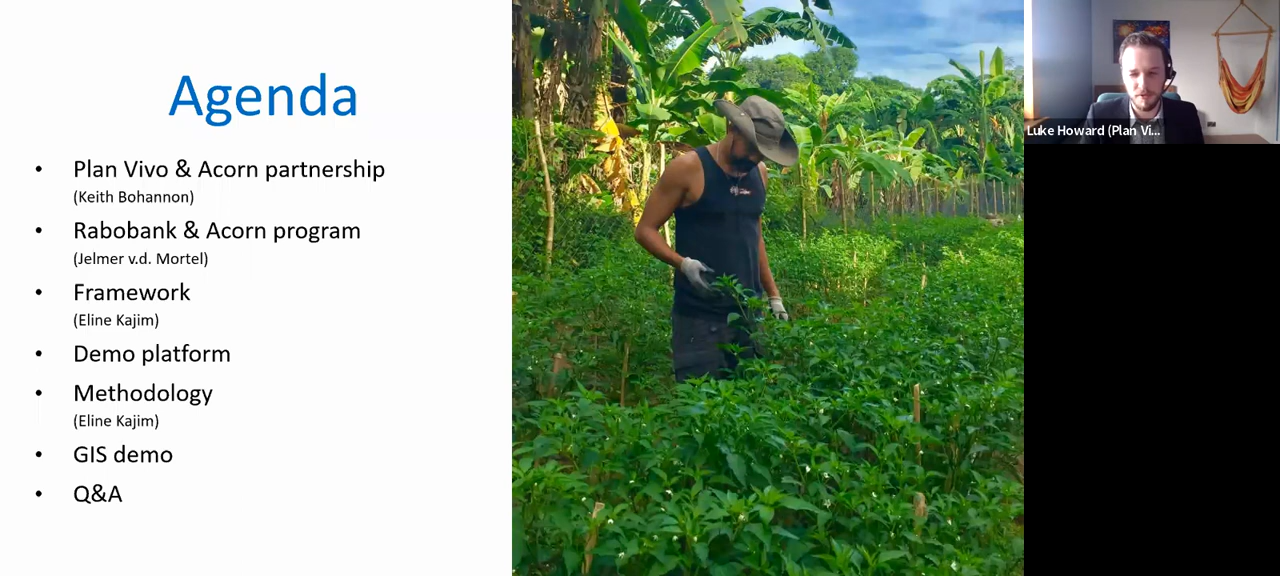 Agenda
• Plan Vivo & Acorn partnership
(Keith Bohannon)
• Rabobank & Acorn program
(Jelmer v.d. Mortel)
• Framework
(Eline Kajim)
• Demo platform
• Methodology
(Eline Kajim)
• GIS demo
• Q&A
Luke Howard (Plan Vi...